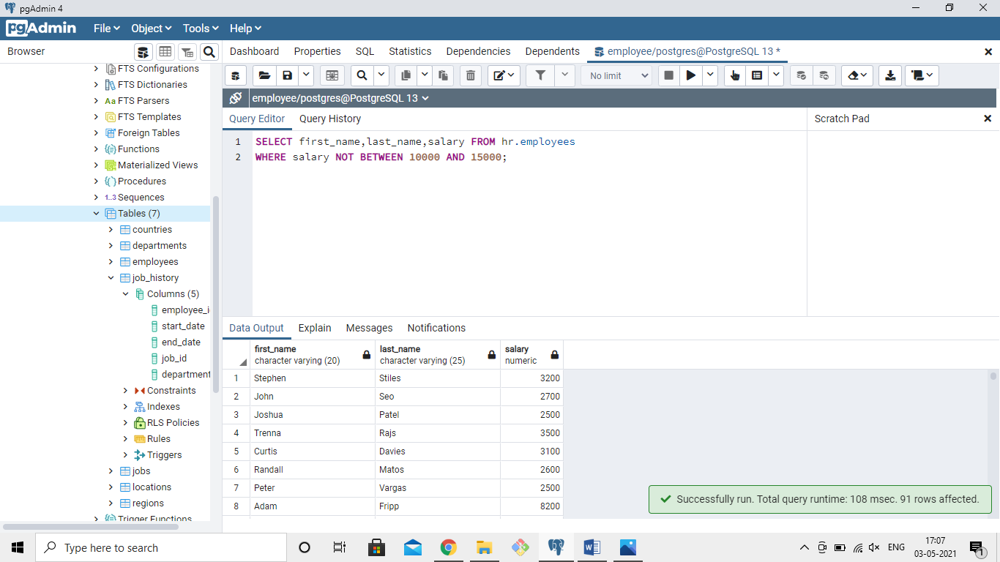 pgAdmin 4
pgAdmin File Object Tools Help
Browser
Dashboard Properties SQL Statistics Dependencies Dependents employee/postgres@PostgreSQL 13 *
FTS Configurations
FTS Dictionaries
Aa FTS Parsers
FTS Templates
Foreign Tables
Functions
Materialized Views
Procedures
1..3 Sequences
Tables (7)
countries
departments
employees
job_history
Columns (5)
employee_i
start_date
end_date
job_id
department
Constraints
Indexes
RLS Policies
Rules
Triggers
jobs
locations
regions
Trigger Functions
No limit
employee/postgres@PostgreSQL 13
Query Editor Query History
Scratch Pad
1 SELECT first_name,last_name,salary FROM hr.employees
2 WHERE salary NOT BETWEEN 10000 AND 15000;
Data Output Explain Messages Notifications
first_name last_name salary
character varying (20) character varying (25) numeric
1 Stephen Stiles 3200
2 John Seo 2700
3 Joshua Patel 2500
4 Trenna Rajs 3500
5 Curtis Davies 3100
6 Randall Matos 2600
7 Peter Vargas 2500
8 Adam Fripp 8200
Successfully run. Total query runtime: 108 msec. 91 rows affected.
Type here to search
ENG
17:07
03-05-2021
1